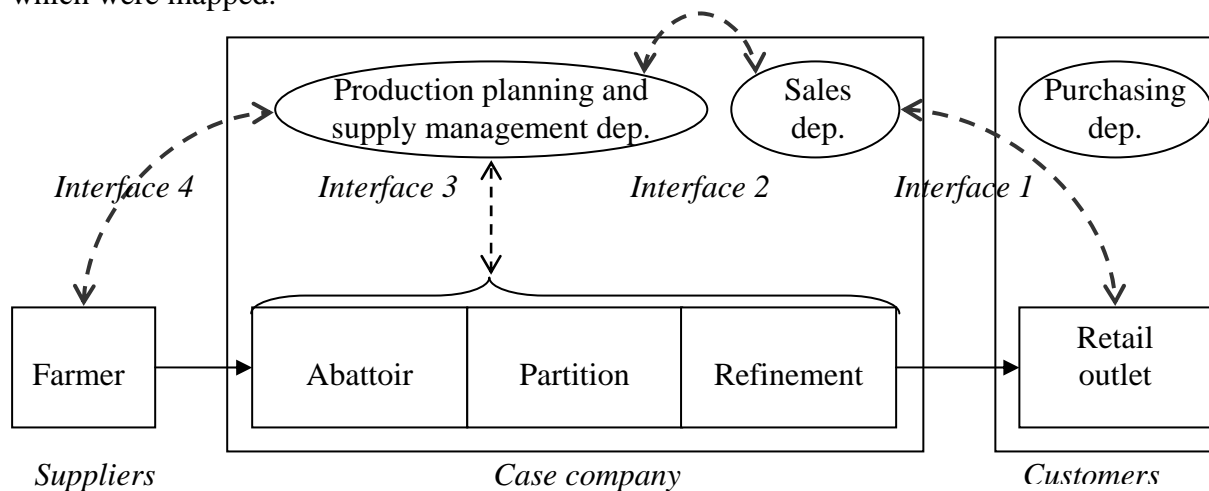 which were mapped.
Production planning and
supply management dep.
Sales
dep.
Purchasing
dep.
Interface 4
Interface 3
Interface 2
Interface 1
Farmer
Abattoir
Partition
Refinement
Retail
outlet
Suppliers
Case company
Customers